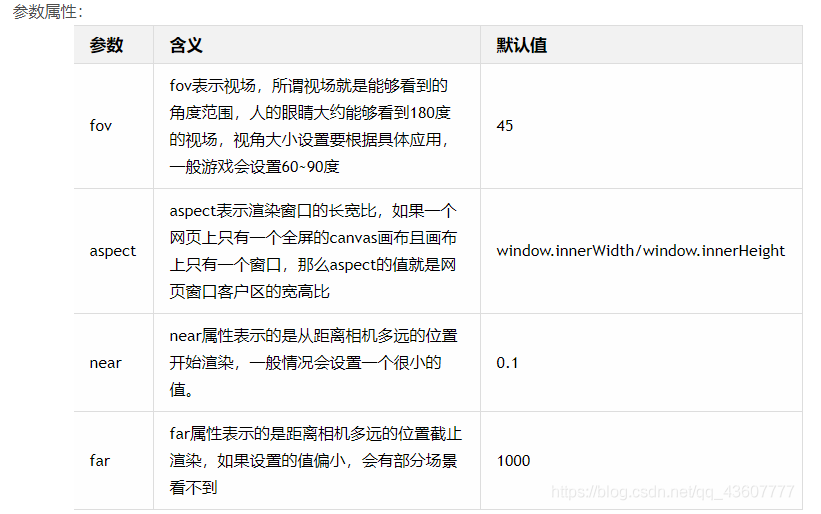 参数属性：
参数 含义 默认值
fov表示视场，所谓视场就是能够看到的
角度范围，人的眼睛大约能够看到180度
fov 45
的视场，视角大小设置要根据具体应用，
一般游戏会设置60~90度
aspect表示渲染窗口的长宽比，如果一个
网页上只有一个全屏的canvas画布且画布
aspect window.innerWidth/window.innerHeight
上只有一个窗口，那么aspect的值就是网
页窗口客户区的宽高比
near属性表示的是从距离相机多远的位置
near 开始渲染，一般情况会设置一个很小的 0.1
值。
far属性表示的是距离相机多远的位置截止
far 渲染，如果设置的值偏小，会有部分场景 1000
看不到
https://blog.csdn.net/qq_43607777